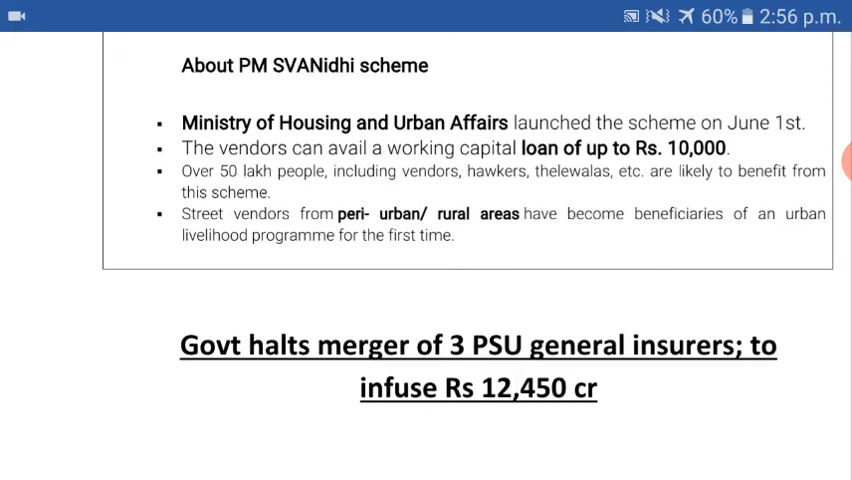 60% 2:56 p.m.
About PM SVANidhi scheme
▪ Ministry of Housing and Urban Affairs launched the scheme on June 1st.
▪ The vendors can avail a working capital loan of up to Rs. 10,000.
▪ Over 50 lakh people, including vendors, hawkers, thelewalas, etc. are likely to benefit from
this scheme.
▪ Street vendors from peri- urban/ rural areas have become beneficiaries of an urban
livelihood programme for the first time.
Govt halts merger of 3 PSU general insurers; to
infuse Rs 12,450 cr